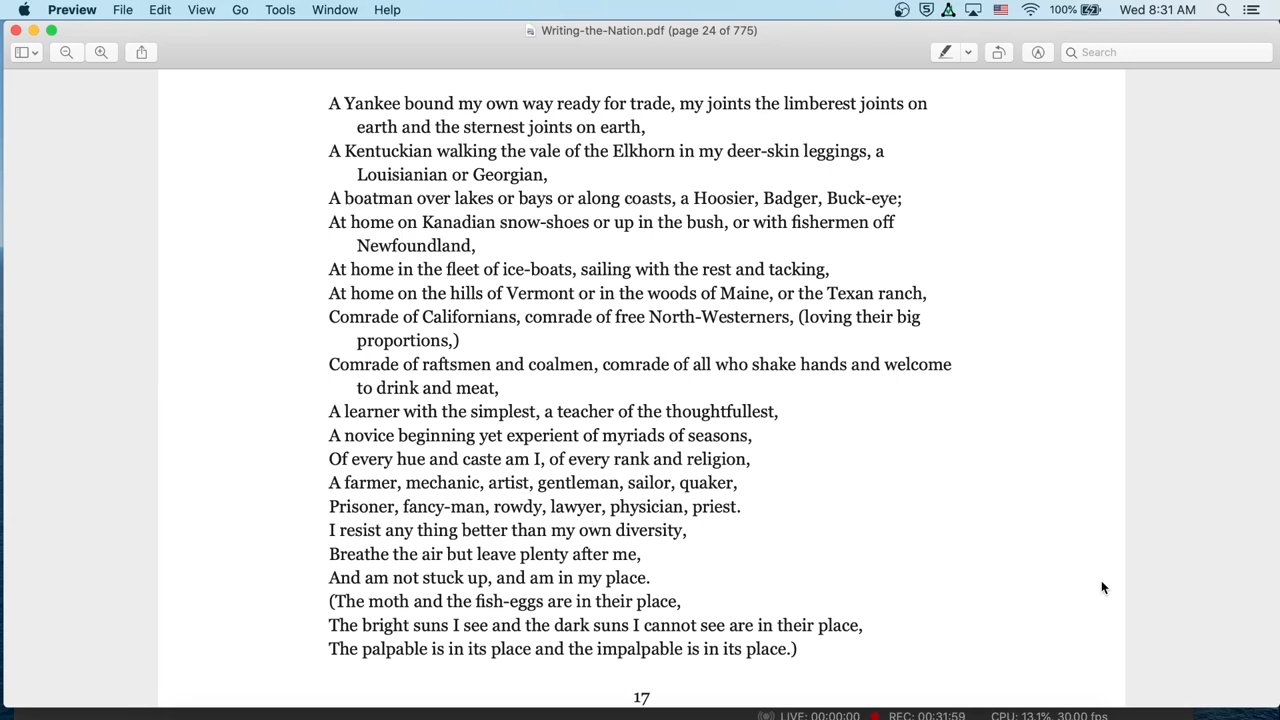 Preview File Edit View Go Tools Window Help 100% Wed 8:31 AM
Writing-the-Nation.pdf (page 24 of 775)
Search
A Yankee bound my own way ready for trade, my joints the limberest joints on
earth and the sternest joints on earth,
A Kentuckian walking the vale of the Elkhorn in my deer-skin leggings, a
Louisianian or Georgian,
A boatman over lakes or bays or along coasts, a Hoosier, Badger, Buck-eye;
At home on Kanadian snow-shoes or up in the bush, or with fishermen off
Newfoundland,
At home in the fleet of ice-boats, sailing with the rest and tacking,
At home on the hills of Vermont or in the woods of Maine, or the Texan ranch,
Comrade of Californians, comrade of free North-Westerners, (loving their big
proportions,)
Comrade of raftsmen and coalmen, comrade of all who shake hands and welcome
to drink and meat,
A learner with the simplest, a teacher of the thoughtfullest,
A novice beginning yet experient of myriads of seasons,
Of every hue and caste am I, of every rank and religion,
A farmer, mechanic, artist, gentleman, sailor, quaker,
Prisoner, fancy-man, rowdy, lawyer, physician, priest.
I resist any thing better than my own diversity,
Breathe the air but leave plenty after me,
And am not stuck up, and am in my place.
(The moth and the fish-eggs are in their place,
The bright suns I see and the dark suns I cannot see are in their place,
The palpable is in its place and the impalpable is in its place.)
17
LIVE: 00:00:00 REC: 00:31:59 CPU: 13.1%, 30.00 fps